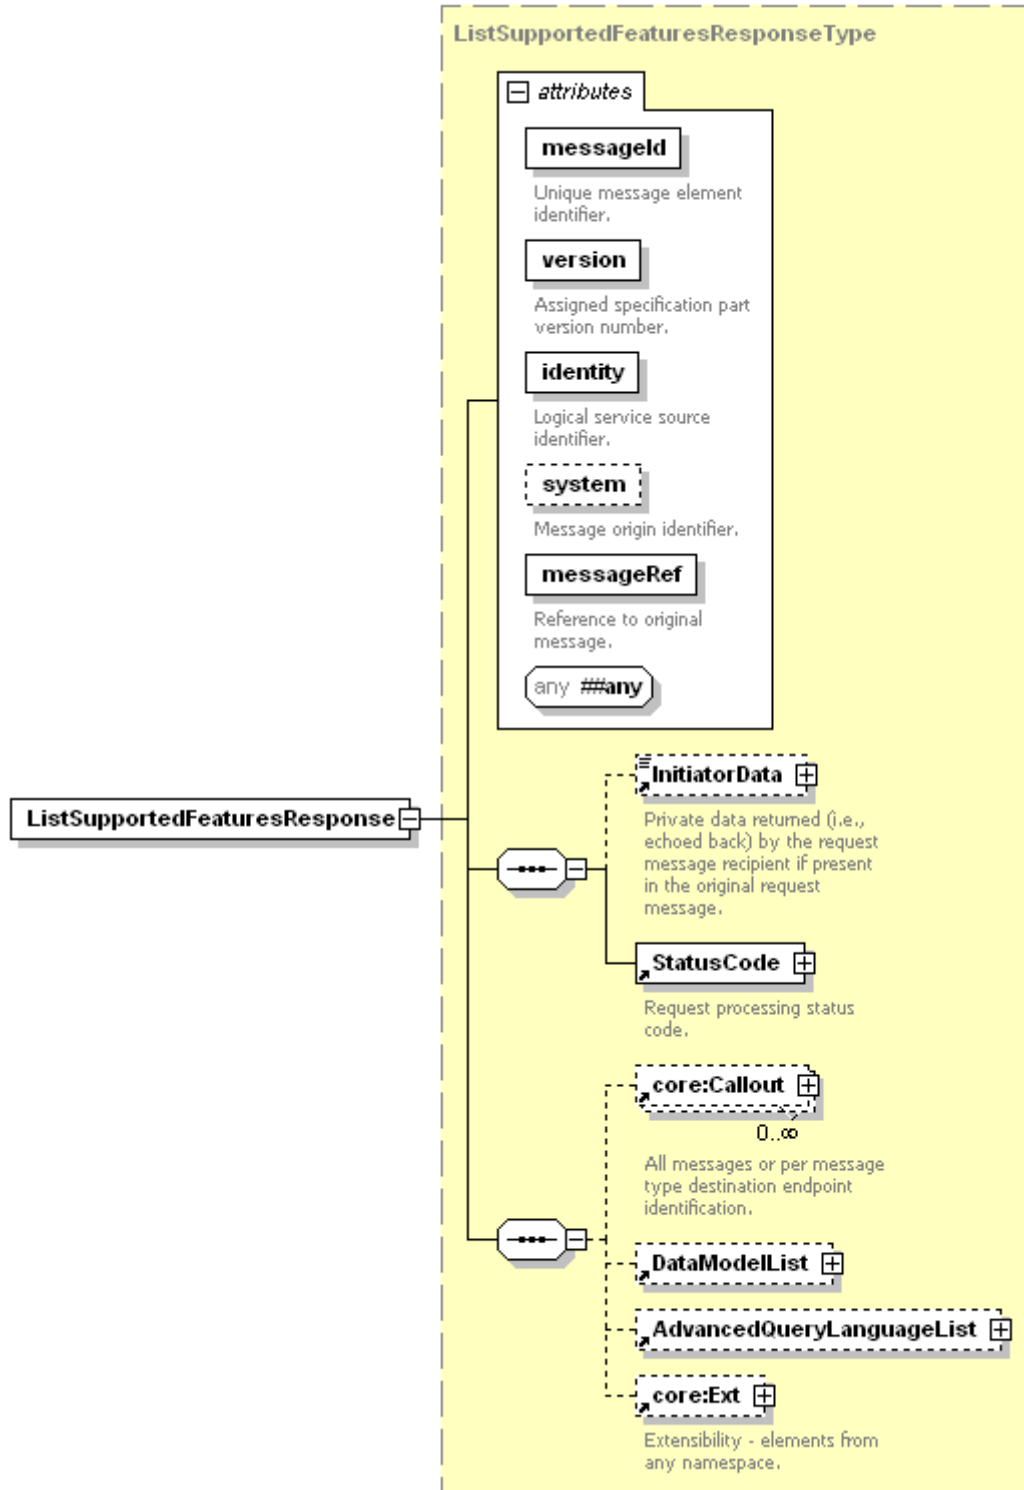 ListSupportedFeaturesResponseType
attributes
messageId
Unique message element
identifier.
version
Assigned specification part
version number.
identity
Logical service source
identifier.
system
Message origin identifier.
messageRef
Reference to original
message.
any ##any
ListSupportedFeaturesResponse
InitiatorData
Private data returned (i.e.,
echoed back) by the request
message recipient if present
in the original request
message.
StatusCode
Request processing status
code.
core:Callout
0..∞
All messages or per message
type destination endpoint
identification.
DataModelList
AdvancedQueryLanguageList
core:Ext
Extensibility - elements from
any namespace.